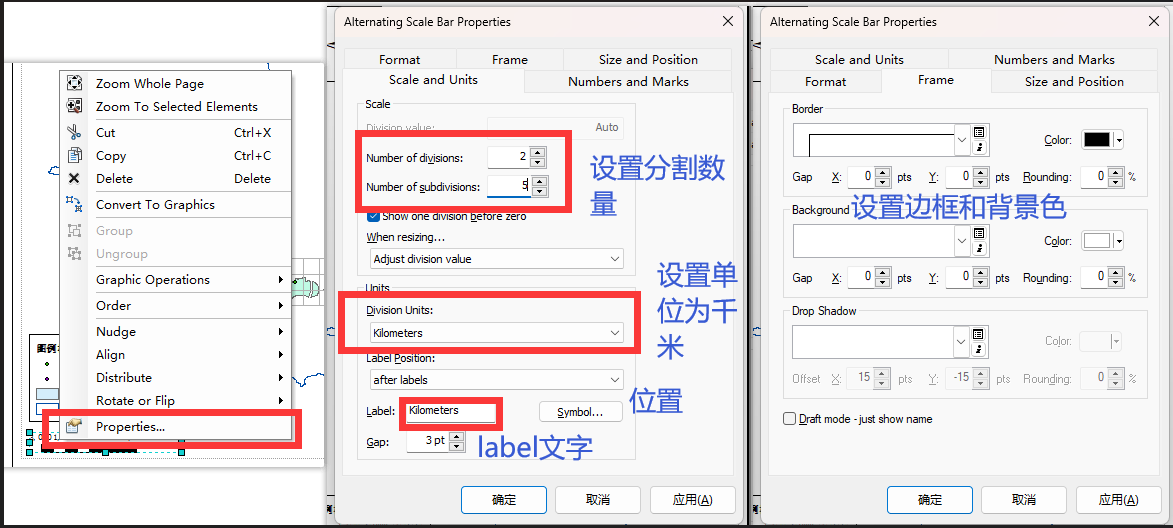 Zoom Whole Page
Zoom To Selected Elements
Cut Ctrl+X
Copy Ctrl+C
Delete Delete
Convert To Graphics
Group
Ungroup
Graphic Operations
Order
Nudge
Align
Distribute
Rotate or Flip
Properties...
图例
Alternating Scale Bar Properties
Format Frame Size and Position
Scale and Units Numbers and Marks
Scale
Division value: Auto
Number of divisions: 2
Number of subdivisions: 5
设置分割数
量
Show one division before zero
When resizing...
Adjust division value
Units
Division Units:
Kilometers
设置单
位为千
米
Label Position:
after labels
位置
Label: Kilometers Symbol...
Gap: 3 pt
label文字
确定 取消 应用(A)
Alternating Scale Bar Properties
Scale and Units Numbers and Marks
Format Frame Size and Position
Border
Color:
Gap X: 0 pts Y: 0 pts Rounding: 0 %
Background
设置边框和背景色
Color:
Gap X: 0 pts Y: 0 pts Rounding: 0 %
Drop Shadow
Color:
Offset X: 15 pts Y: -15 pts Rounding: 0 %
Draft mode - just show name
确定 取消 应用(A)